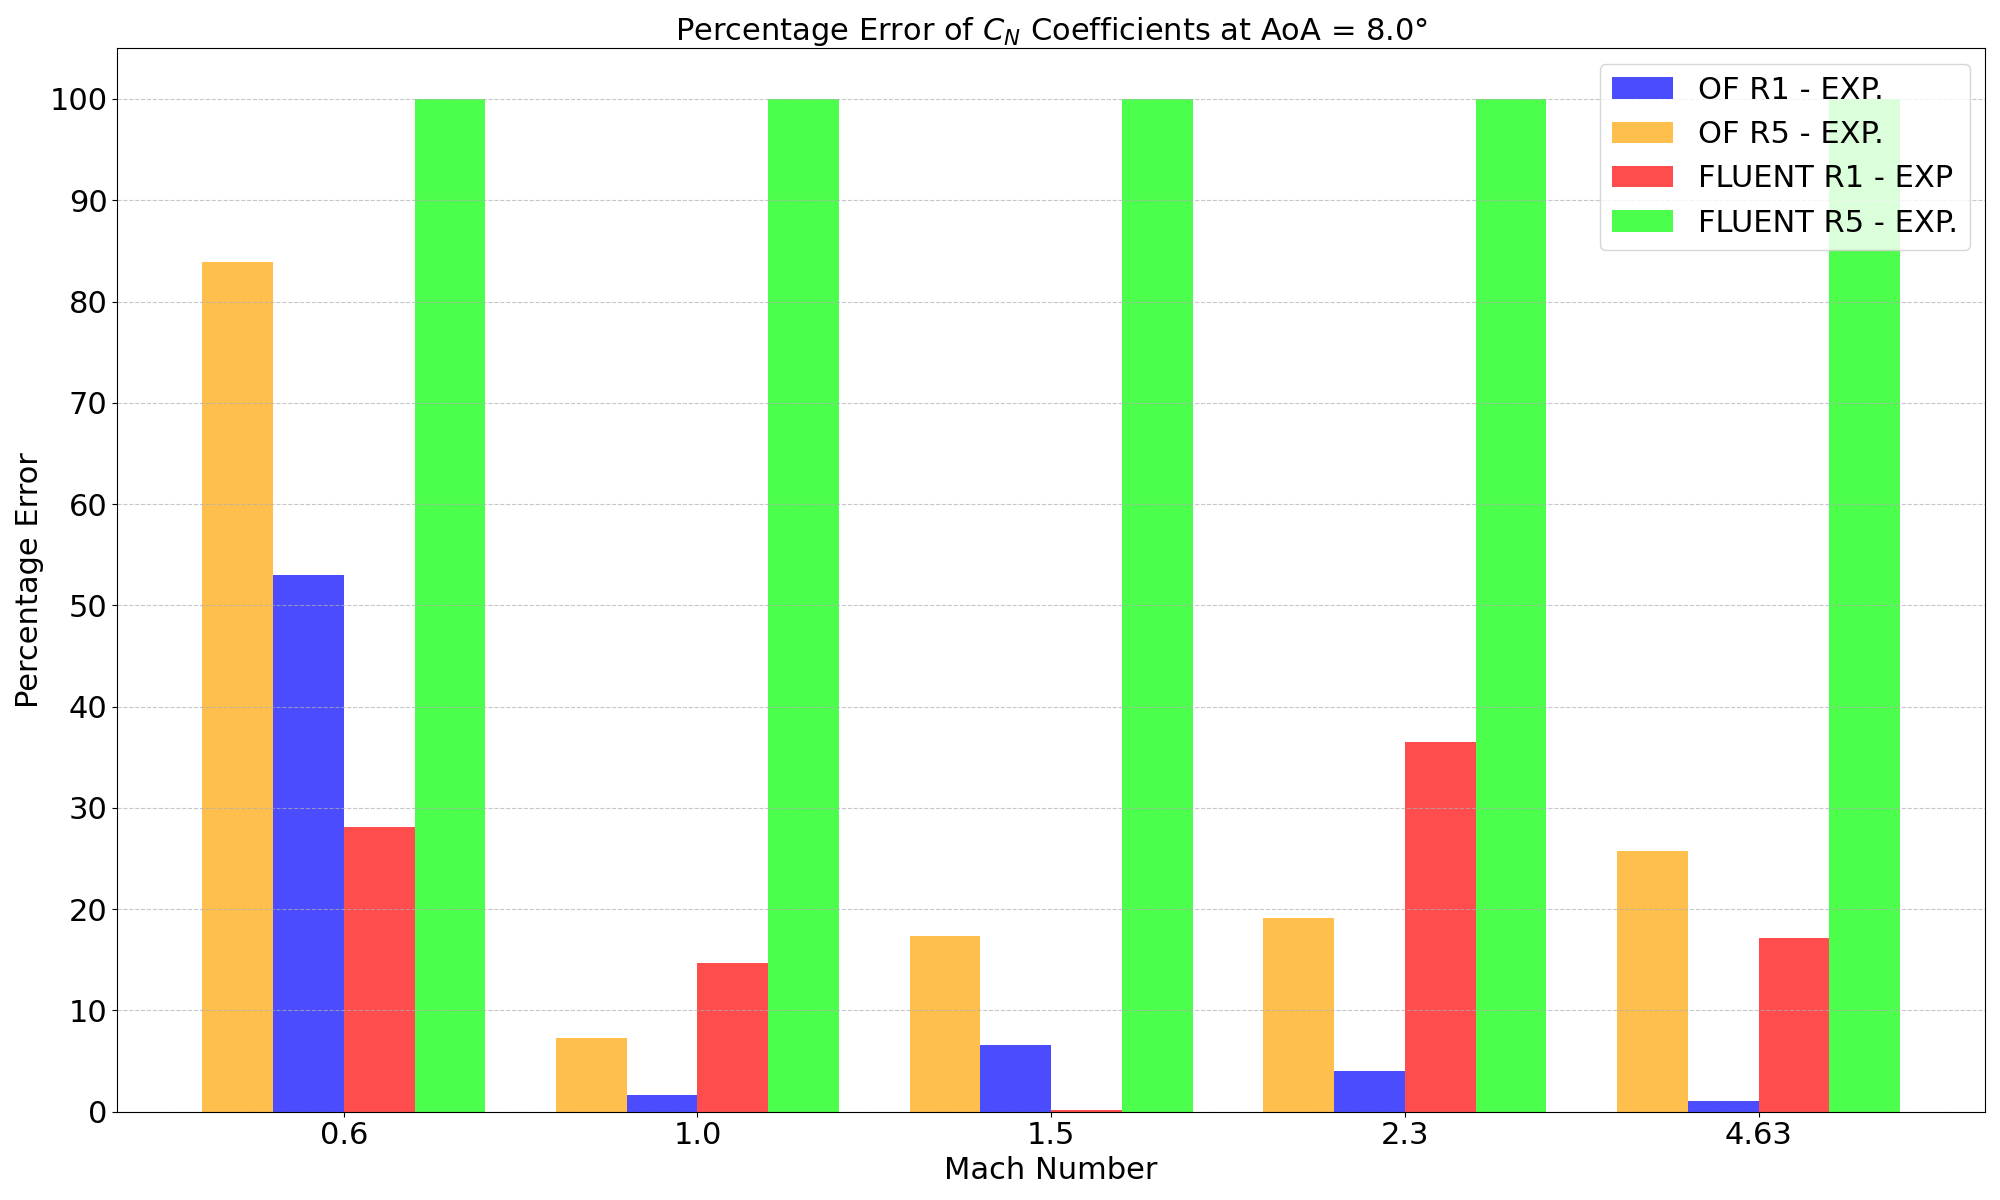 Percentage Error of C_N Coefficients at AoA = 8.0°
OF R1 - EXP.
OF R5 - EXP.
FLUENT R1 - EXP
FLUENT R5 - EXP.
Percentage Error
100
90
80
70
60
50
40
30
20
10
0
0.6 1.0 1.5 2.3 4.63
Mach Number